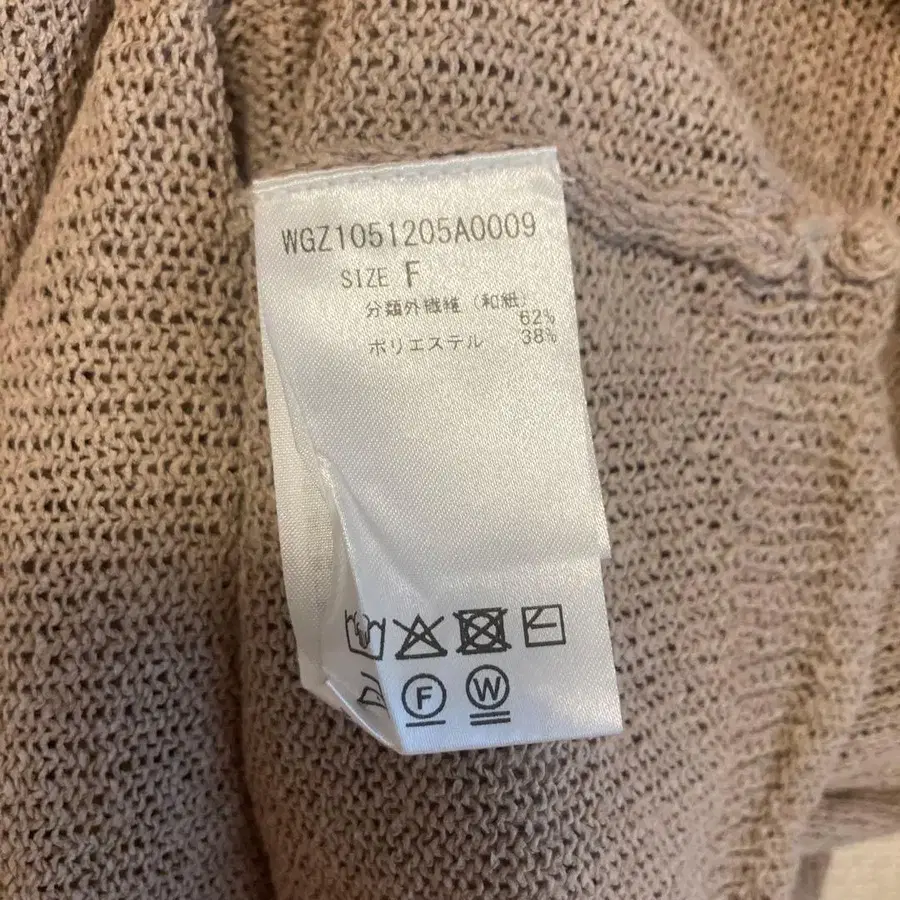 WGZ1051205A0009
SIZE F
分類外繊維（和紙）
62%
ポリエステル 38%
F W